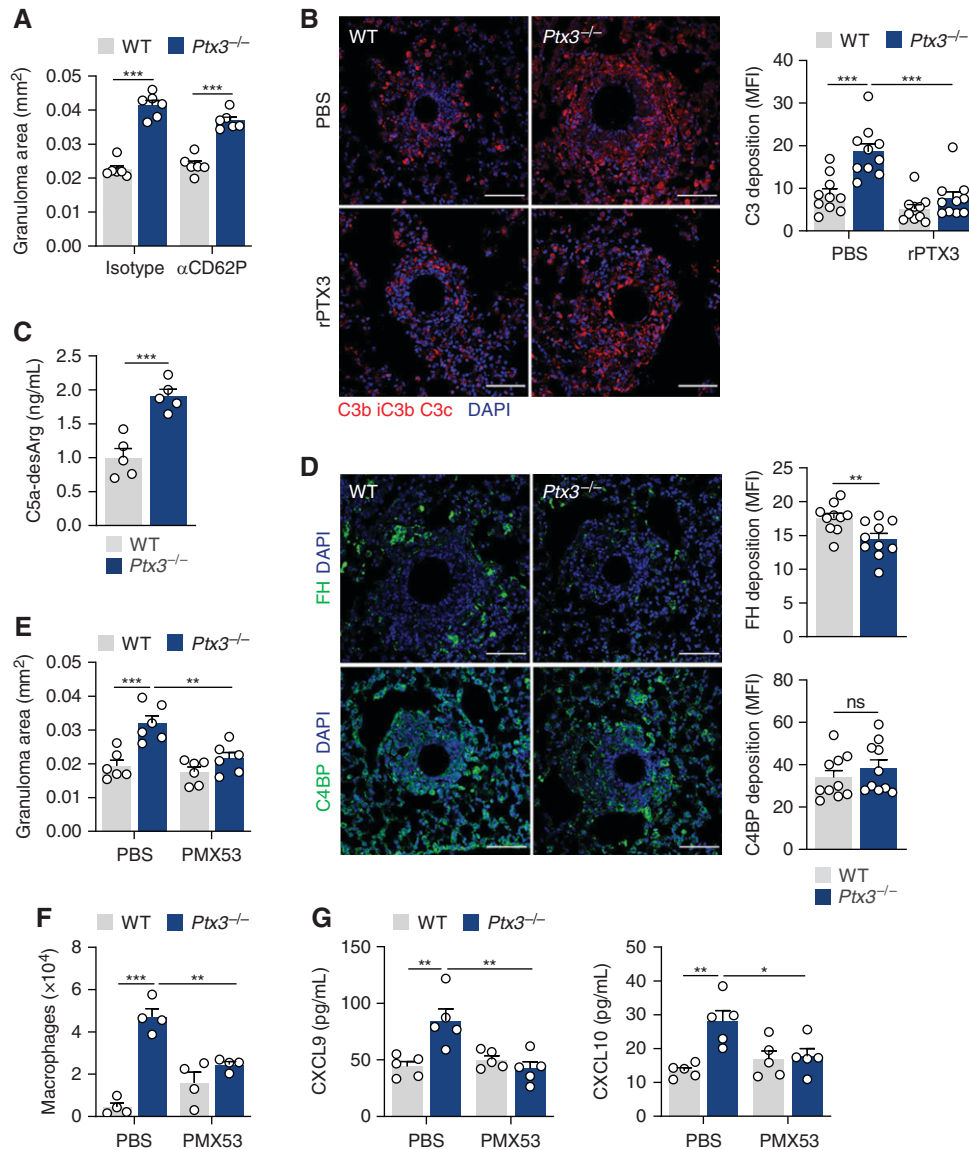 A
WT Ptx3−/−
Granuloma area (mm²)
0.05
0.04
0.03
0.02
0.01
0.00
***
***
Isotype αCD62P
B
WT Ptx3−/−
PBS
rPTX3
C3b iC3b C3c DAPI
WT Ptx3−/−
C3 deposition (MFI)
40
30
20
10
0
*** ***
PBS rPTX3
C
C5a-desArg (ng/mL)
2.5
2.0
1.5
1.0
0.5
0.0
***
WT
Ptx3−/−
D
WT Ptx3−/−
FH DAPI
C4BP DAPI
FH deposition (MFI)
25
20
15
10
5
0
**
C4BP deposition (MFI)
80
60
40
20
0
ns
WT
Ptx3−/−
E
WT Ptx3−/−
Granuloma area (mm²)
0.05
0.04
0.03
0.02
0.01
0.00
*** **
PBS PMX53
F
WT Ptx3−/−
Macrophages (×10⁴)
8
6
4
2
0
*** **
PBS PMX53
G
WT Ptx3−/−
CXCL9 (pg/mL)
150
100
50
0
** **
PBS PMX53
CXCL10 (pg/mL)
50
40
30
20
10
0
** *
PBS PMX53